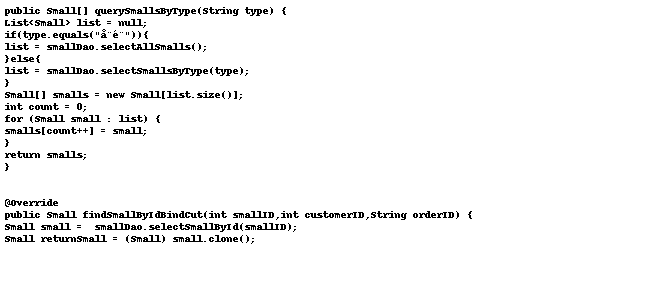 public Small[] querySmallsByType(String type) {
List<Small> list = null;
if(type.equals("å¨é¨")){
list = smallDao.selectAllSmalls();
}else{
list = smallDao.selectSmallsByType(type);
}
Small[] smalls = new Small[list.size()];
int count = 0;
for (Small small : list) {
smalls[count++] = small;
}
return smalls;
}
@Override
public Small findSmallByIdBindCut(int smallID,int customerID,String orderID) {
Small small =  smallDao.selectSmallById(smallID);
Small returnSmall = (Small) small.clone();